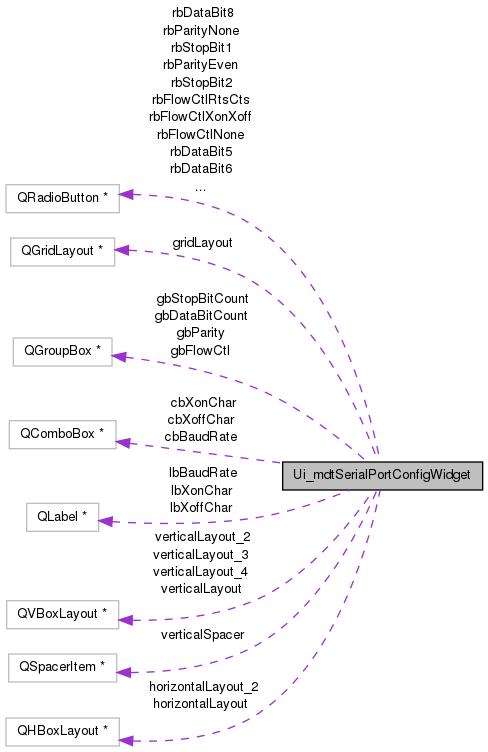 rbDataBit8
rbParityNone
rbStopBit1
rbParityEven
rbStopBit2
rbFlowCtlRtsCts
rbFlowCtlXonXoff
rbFlowCtlNone
rbDataBit5
rbDataBit6
...
QRadioButton *
gridLayout
QGridLayout *
gbStopBitCount
gbDataBitCount
gbParity
gbFlowCtl
QGroupBox *
cbXonChar
cbXoffChar
cbBaudRate
QComboBox *
Ui_mdtSerialPortConfigWidget
lbBaudRate
lbXonChar
lbXoffChar
QLabel *
verticalLayout_2
verticalLayout_3
verticalLayout_4
verticalLayout
QVBoxLayout *
verticalSpacer
QSpacerItem *
horizontalLayout_2
horizontalLayout
QHBoxLayout *